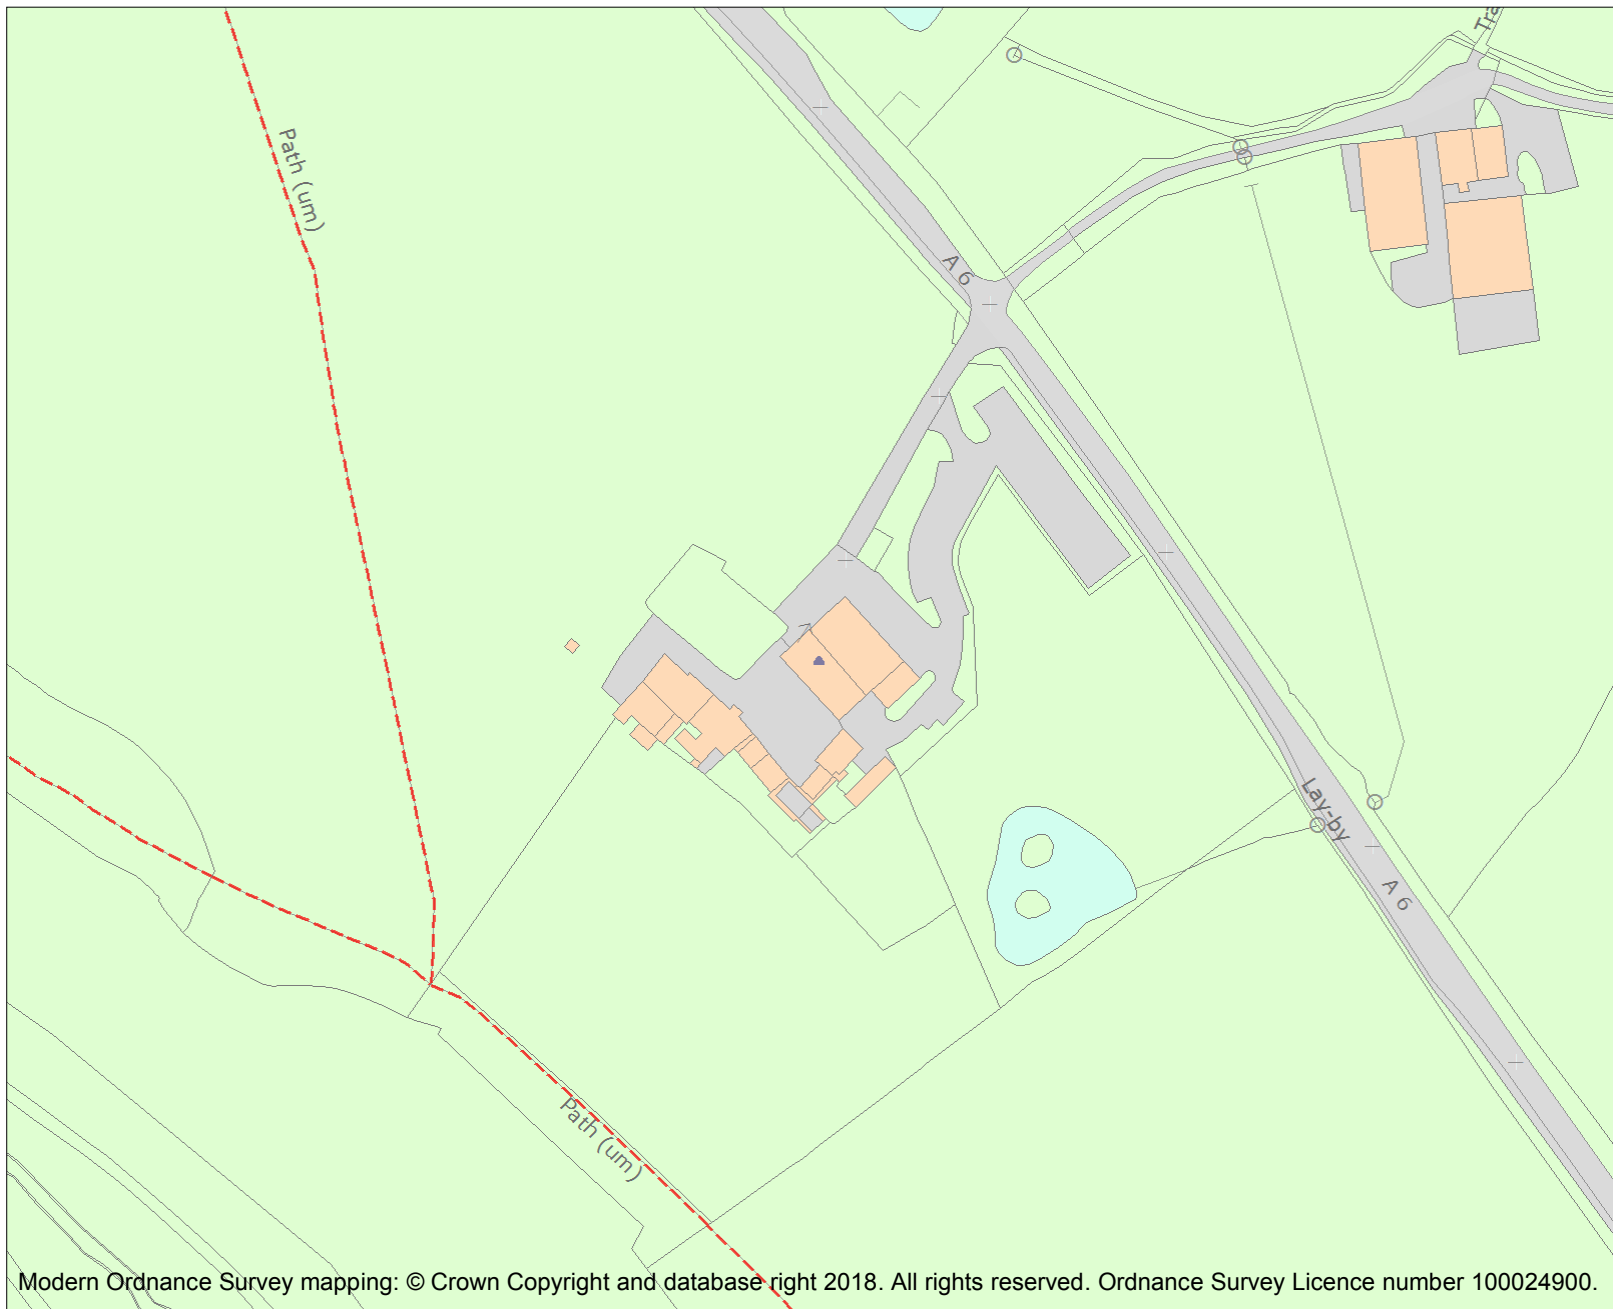 Tra
Path (um)
A 6
Lay-by
A 6
Path (um)
Modern Ordnance Survey mapping: © Crown Copyright and database right 2018. All rights reserved. Ordnance Survey Licence number 100024900.